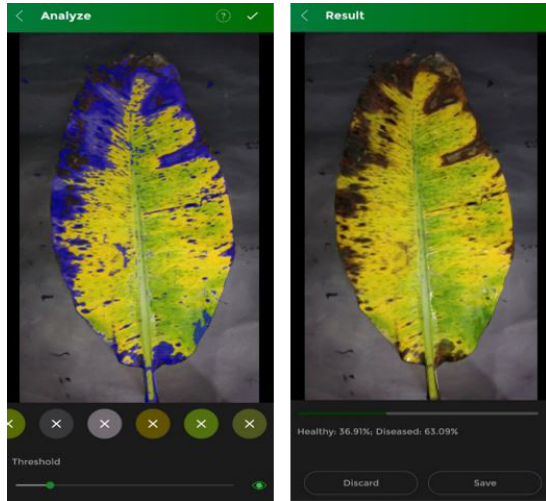 Analyze
?
Threshold
Result
Healthy: 36.91%; Diseased: 63.09%
Discard
Save